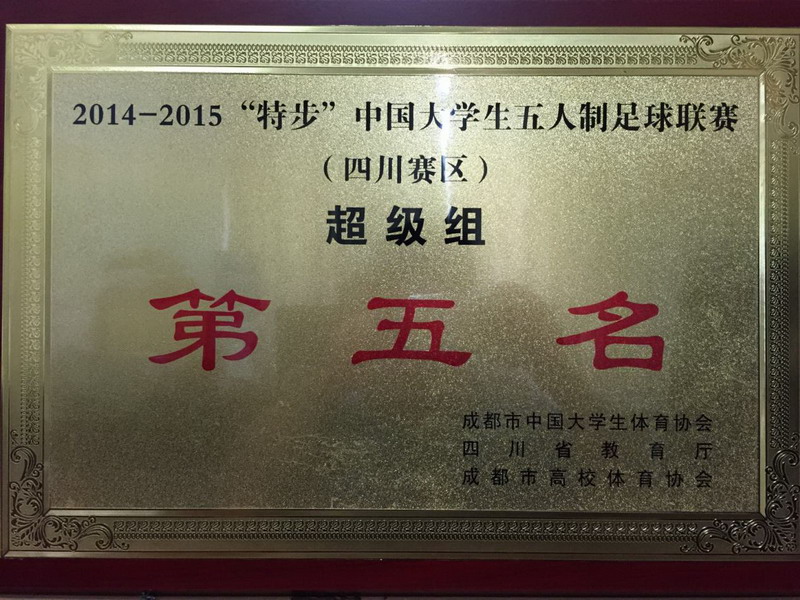 2014-2015“特步”中国大学生五人制足球联赛
（四川赛区）
超级组
第五名
成都市中国大学生体育协会
四川省教育厅
成都市高校体育协会